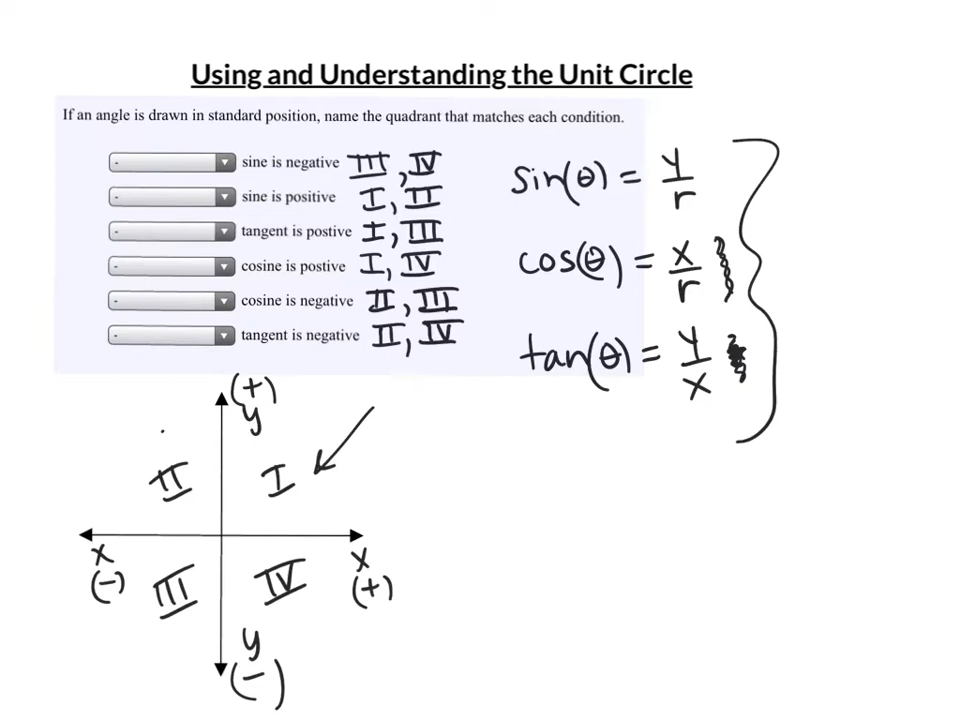 Using and Understanding the Unit Circle
If an angle is drawn in standard position, name the quadrant that matches each condition.
- sine is negative III, IV
- sine is positive I, II
- tangent is postive I, III
- cosine is postive I, IV
- cosine is negative II, III
- tangent is negative II, IV
sin(θ) = y/r
cos(θ) = x/r
tan(θ) = y/x
(+)
y
II I
x x
(-) III IV (+)
y
(-)